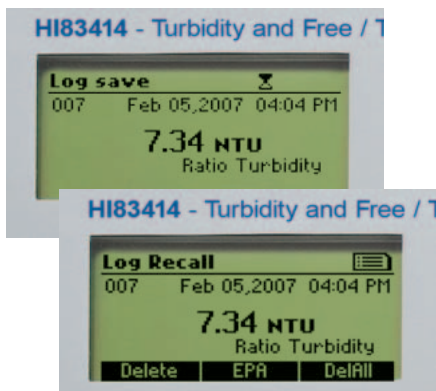 HI83414 - Turbidity and Free / T
Log save
007 Feb 05,2007 04:04 PM
7.34 NTU
Ratio Turbidity
HI83414 - Turbidity and Free / T
Log Recall
007 Feb 05,2007 04:04 PM
7.34 NTU
Ratio Turbidity
Delete EPA DelAll